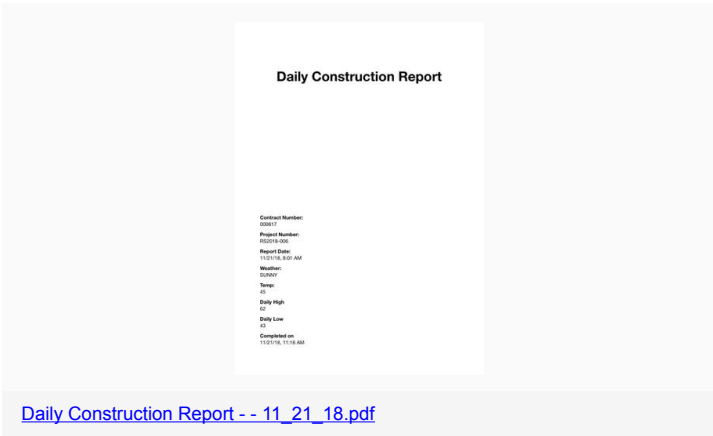 Daily Construction Report
Contract Number:
000617
Project Number:
RS2018-006
Report Date:
11/21/18, 8:01 AM
Weather:
SUNNY
Temp:
45
Daily High
62
Daily Low
43
Completed on
11/21/18, 11:18 AM
Daily Construction Report - - 11_21_18.pdf